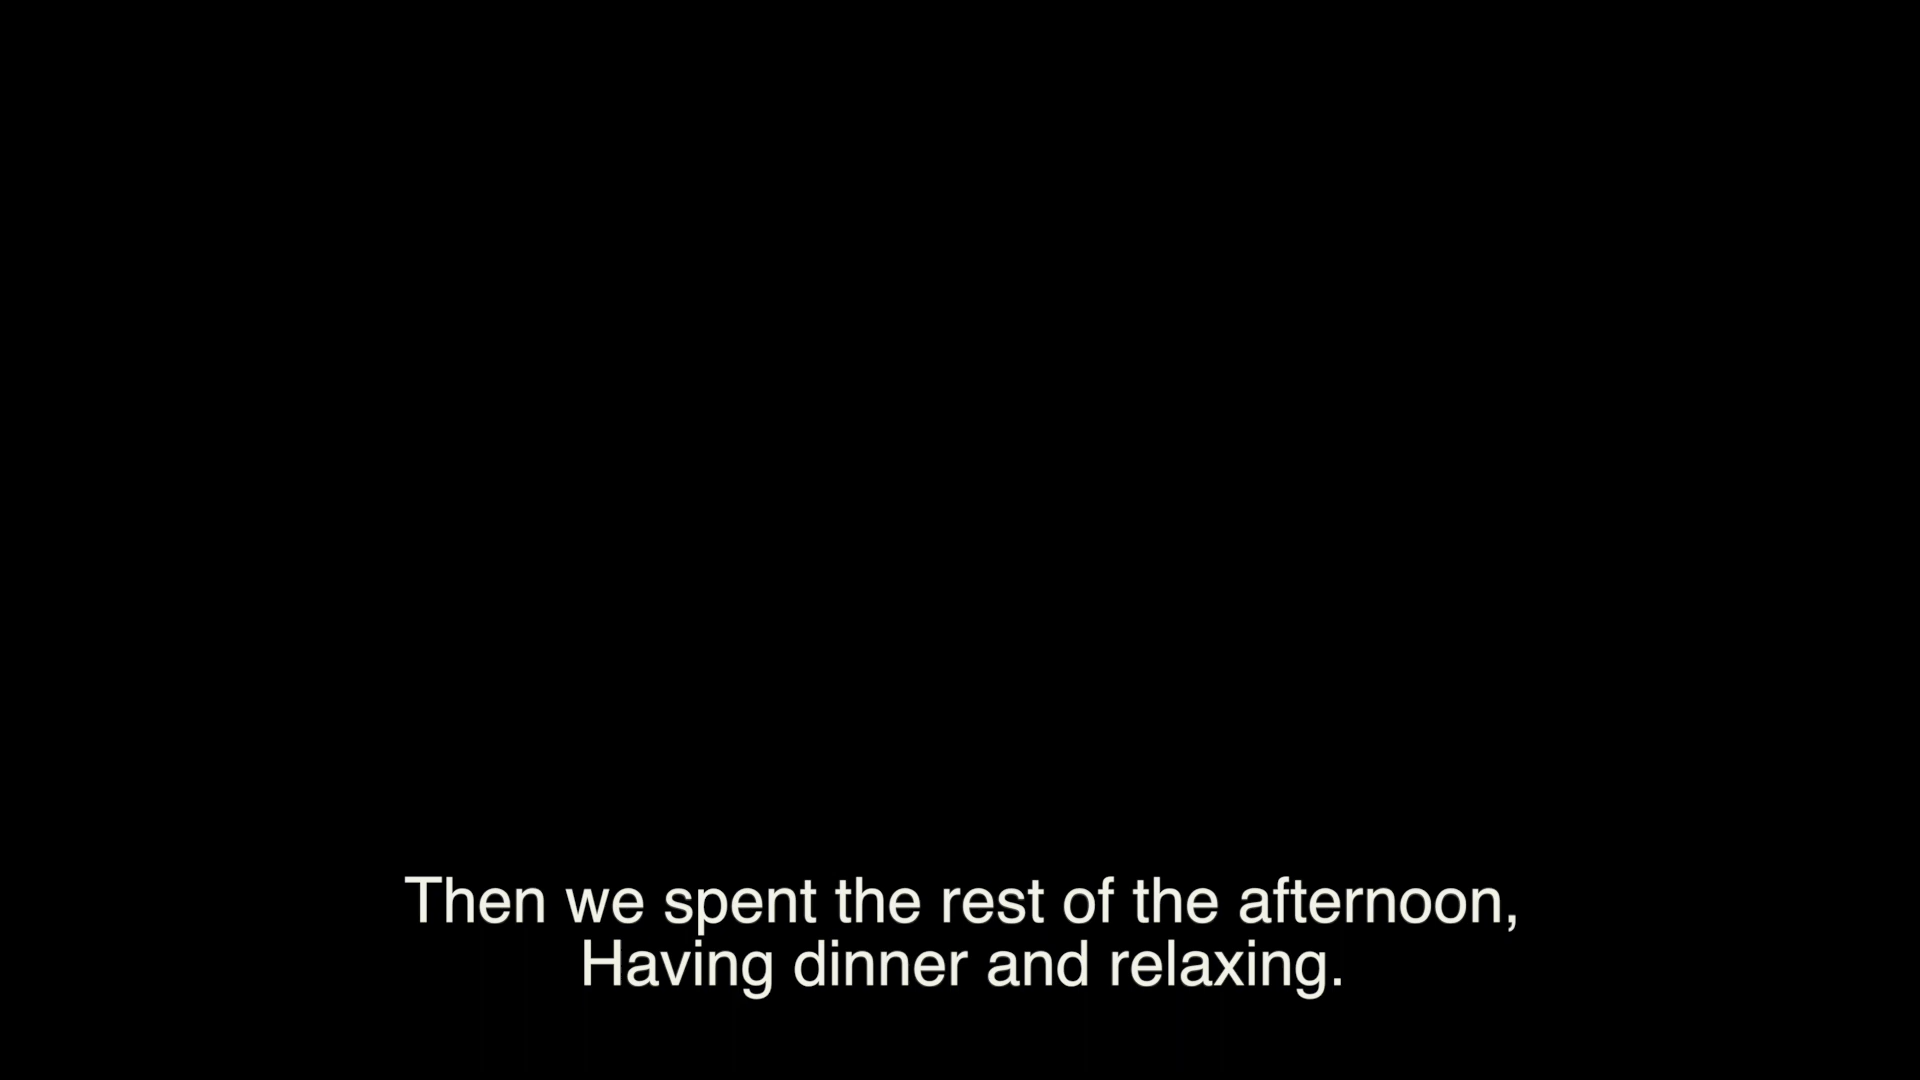 Then we spent the rest of the afternoon,
Having dinner and relaxing.